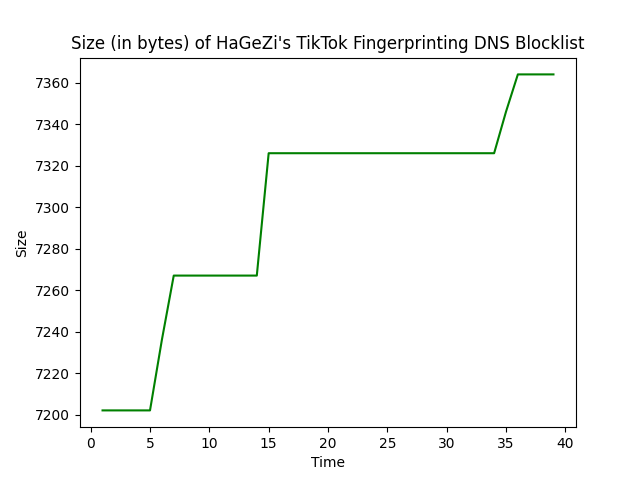 Size (in bytes) of HaGeZi's TikTok Fingerprinting DNS Blocklist
7360
7340
7320
7300
7280
7260
7240
7220
7200
Size
0 5 10 15 20 25 30 35 40
Time